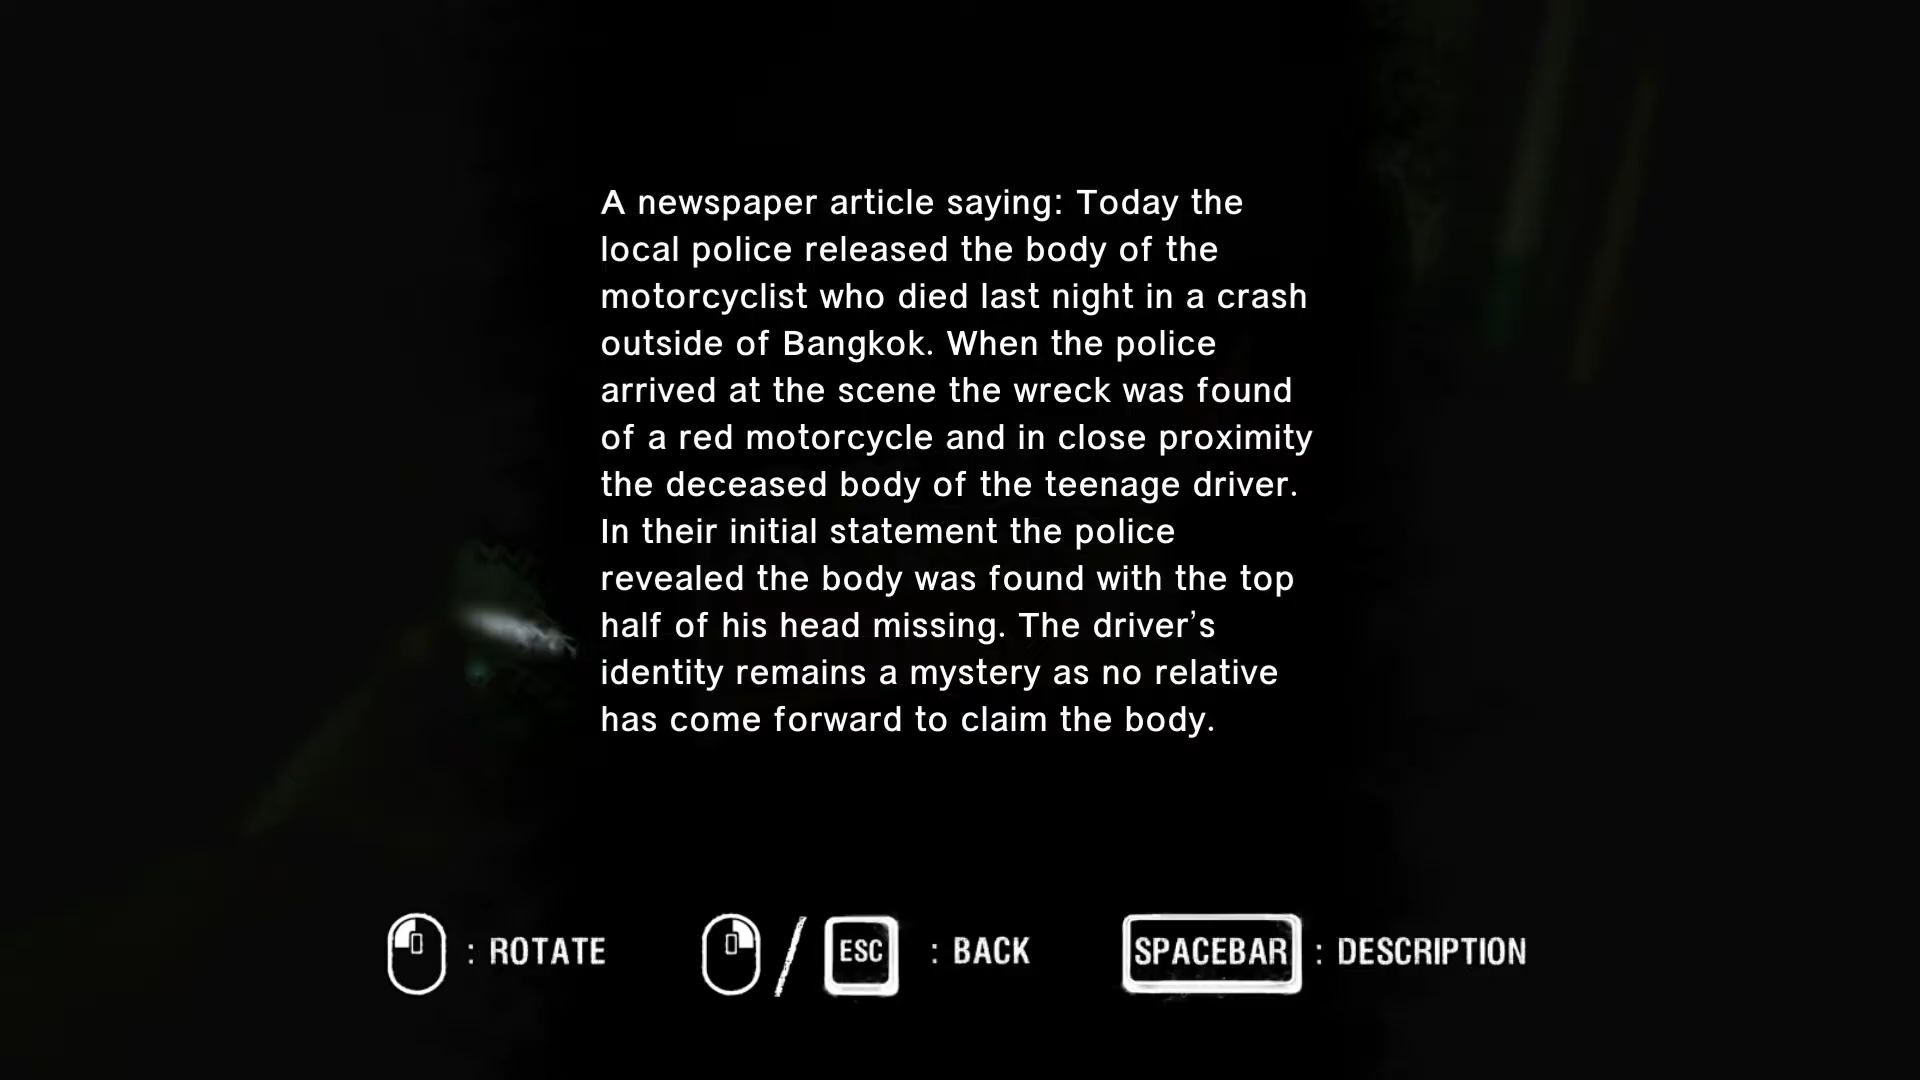 A newspaper article saying: Today the
local police released the body of the
motorcyclist who died last night in a crash
outside of Bangkok. When the police
arrived at the scene the wreck was found
of a red motorcycle and in close proximity
the deceased body of the teenage driver.
In their initial statement the police
revealed the body was found with the top
half of his head missing. The driver’s
identity remains a mystery as no relative
has come forward to claim the body.
: ROTATE / ESC : BACK SPACEBAR : DESCRIPTION